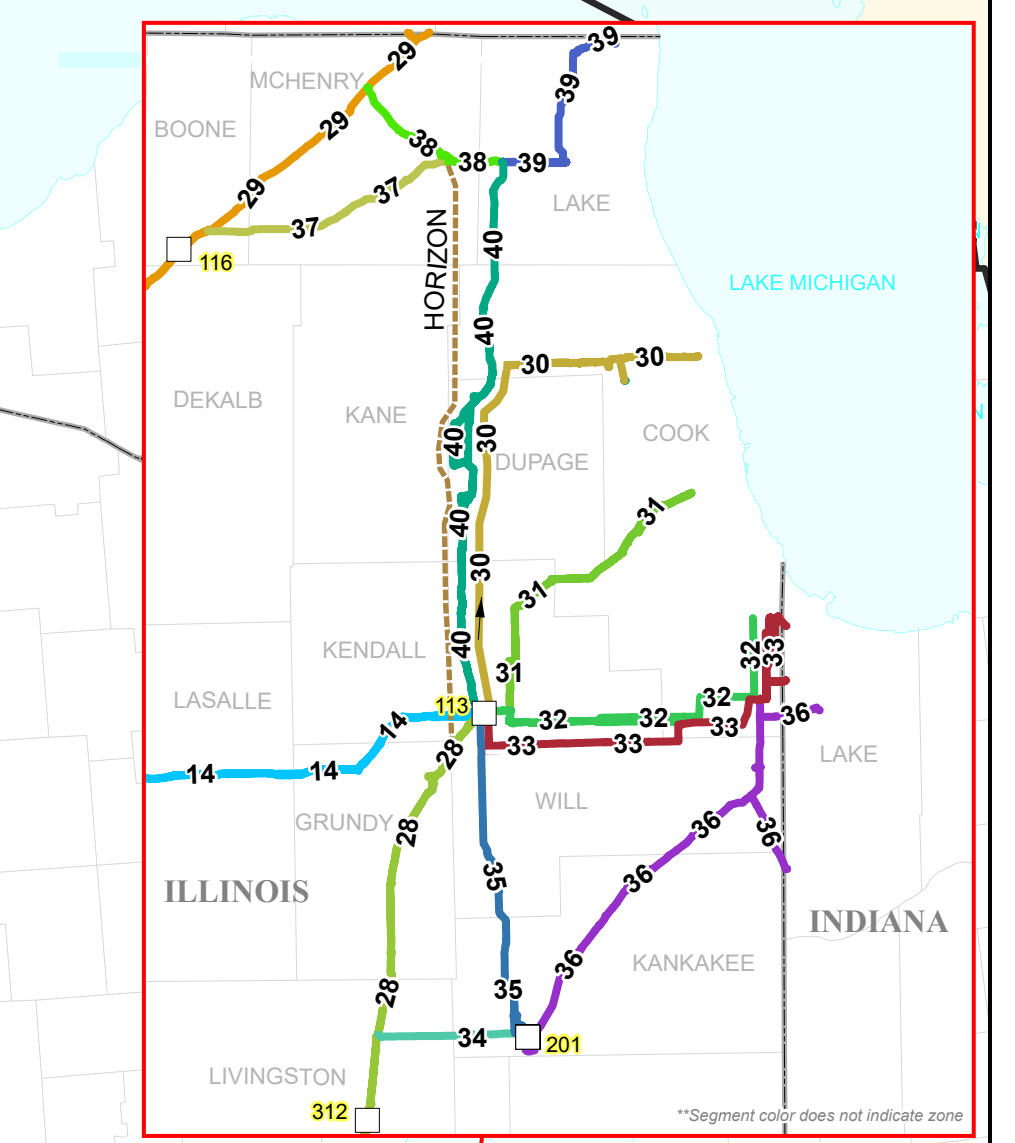 39
29
MCHENRY
39
BOONE
29
38
38
39
29
37
LAKE
37
40
116
HORIZON
LAKE MICHIGAN
40
30
30
DEKALB
KANE
COOK
40
30
DUPAGE
31
40
30
31
32
33
KENDALL
40
31
LASALLE
32
113
14
32
32
33
36
33
33
28
LAKE
14
14
WILL
GRUNDY
28
36
36
35
36
ILLINOIS
INDIANA
36
KANKAKEE
28
35
34
201
LIVINGSTON
312
**Segment color does not indicate zone